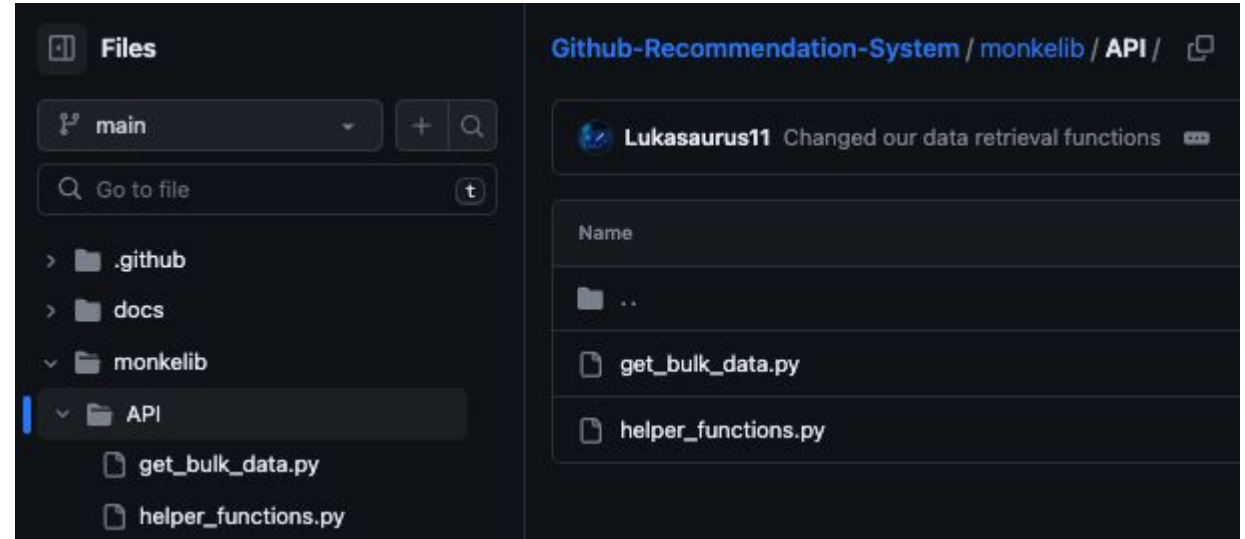 Files
main
Go to file
t
.github
docs
monkelib
API
get_bulk_data.py
helper_functions.py
Github-Recommendation-System / monkelib / API /
Lukasaurus11 Changed our data retrieval functions
Name
..
get_bulk_data.py
helper_functions.py